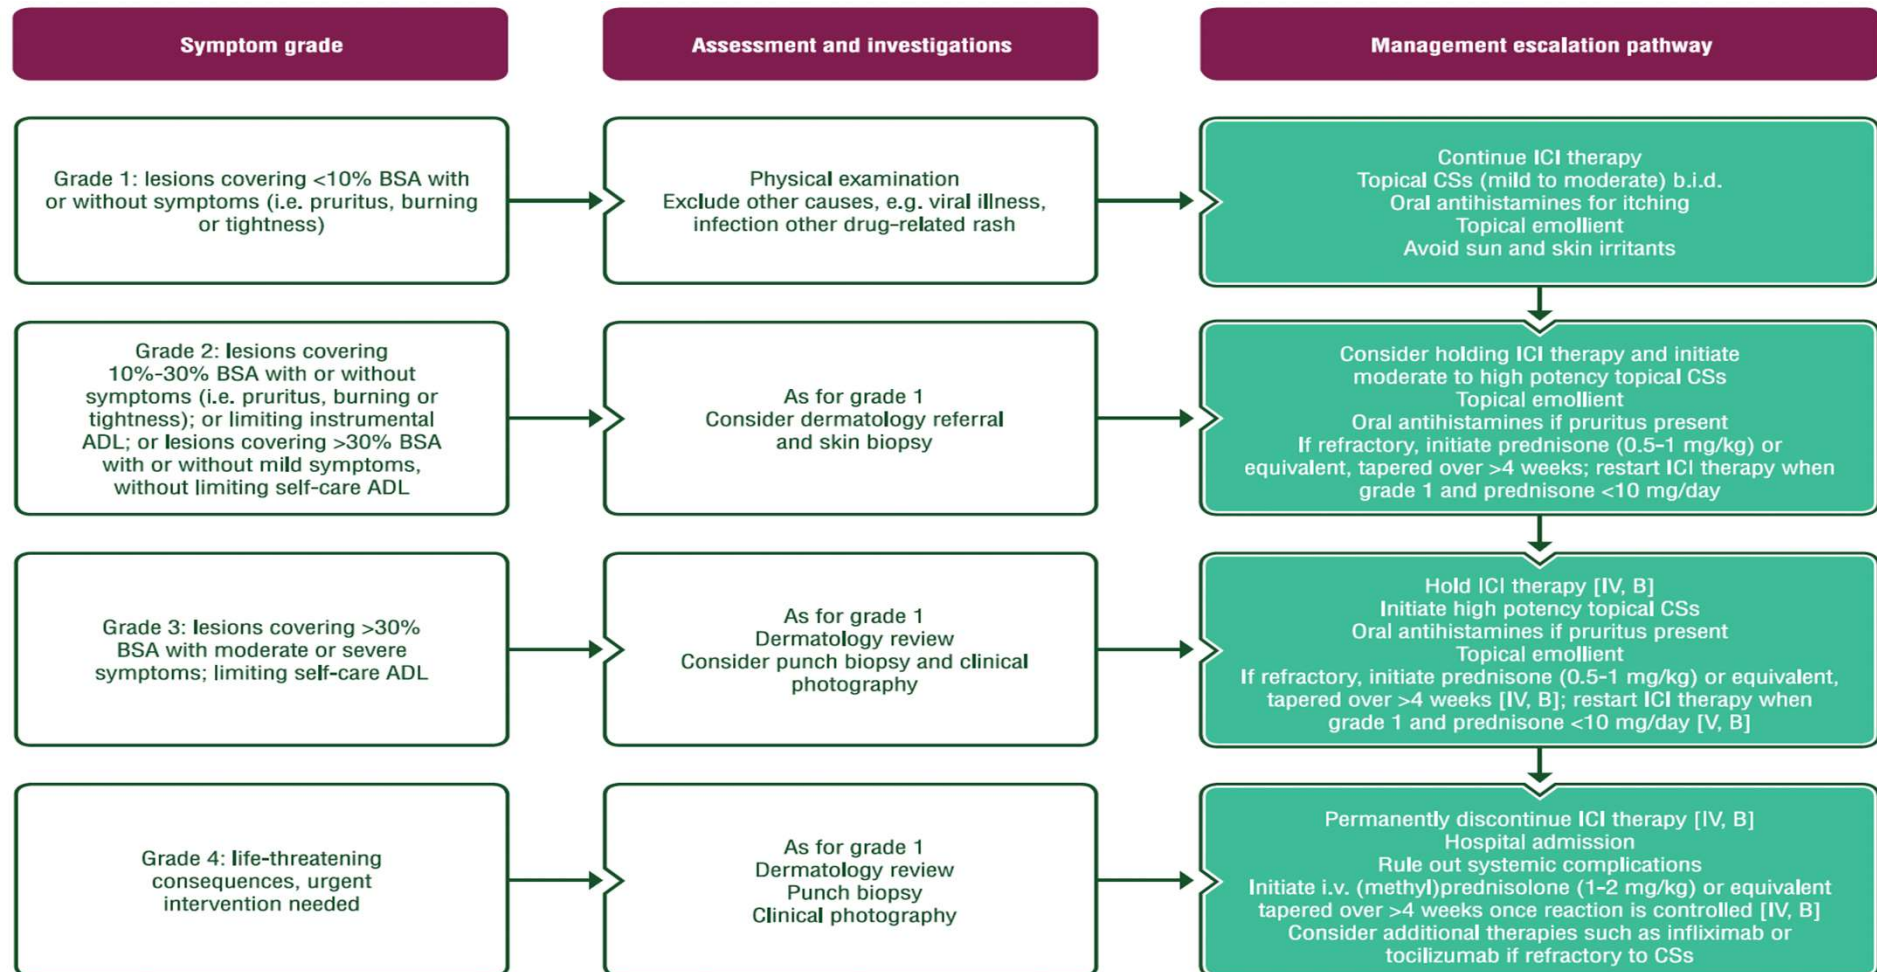 Symptom grade
Assessment and investigations
Management escalation pathway
Grade 1: lesions covering <10% BSA with
or without symptoms (i.e. pruritus, burning
or tightness)
Physical examination
Exclude other causes, e.g. viral illness,
infection other drug-related rash
Continue ICI therapy
Topical CSs (mild to moderate) b.i.d.
Oral antihistamines for itching
Topical emollient
Avoid sun and skin irritants
Grade 2: lesions covering
10%-30% BSA with or without
symptoms (i.e. pruritus, burning or
tightness); or limiting instrumental
ADL; or lesions covering >30% BSA
with or without mild symptoms,
without limiting self-care ADL
As for grade 1
Consider dermatology referral
and skin biopsy
Consider holding ICI therapy and initiate
moderate to high potency topical CSs
Topical emollient
Oral antihistamines if pruritus present
If refractory, initiate prednisone (0.5-1 mg/kg) or
equivalent, tapered over >4 weeks; restart ICI therapy when
grade 1 and prednisone <10 mg/day
Grade 3: lesions covering >30%
BSA with moderate or severe
symptoms; limiting self-care ADL
As for grade 1
Dermatology review
Consider punch biopsy and clinical
photography
Hold ICI therapy [IV, B]
Initiate high potency topical CSs
Oral antihistamines if pruritus present
Topical emollient
If refractory, initiate prednisone (0.5-1 mg/kg) or equivalent,
tapered over >4 weeks [IV, B]; restart ICI therapy when
grade 1 and prednisone <10 mg/day [V, B]
Grade 4: life-threatening
consequences, urgent
intervention needed
As for grade 1
Dermatology review
Punch biopsy
Clinical photography
Permanently discontinue ICI therapy [IV, B]
Hospital admission
Rule out systemic complications
Initiate i.v. (methyl)prednisolone (1-2 mg/kg) or equivalent
tapered over >4 weeks once reaction is controlled [IV, B]
Consider additional therapies such as infliximab or
tocilizumab if refractory to CSs